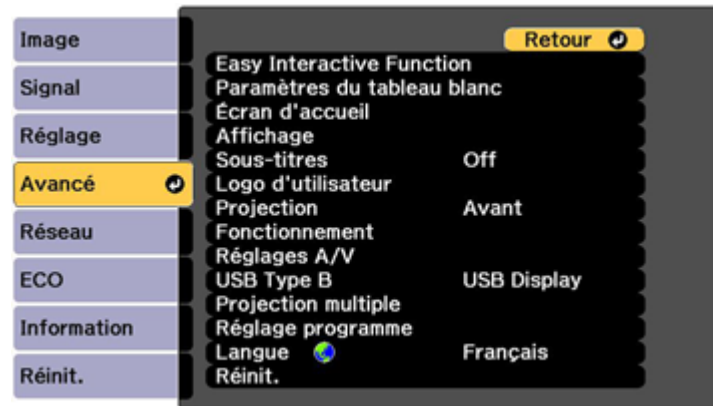 Image
Signal
Réglage
Avancé
Réseau
ECO
Information
Réinit.
Retour
Easy Interactive Function
Paramètres du tableau blanc
Écran d'accueil
Affichage
Sous-titres Off
Logo d'utilisateur
Projection Avant
Fonctionnement
Réglages A/V
USB Type B USB Display
Projection multiple
Réglage programme
Langue Français
Réinit.